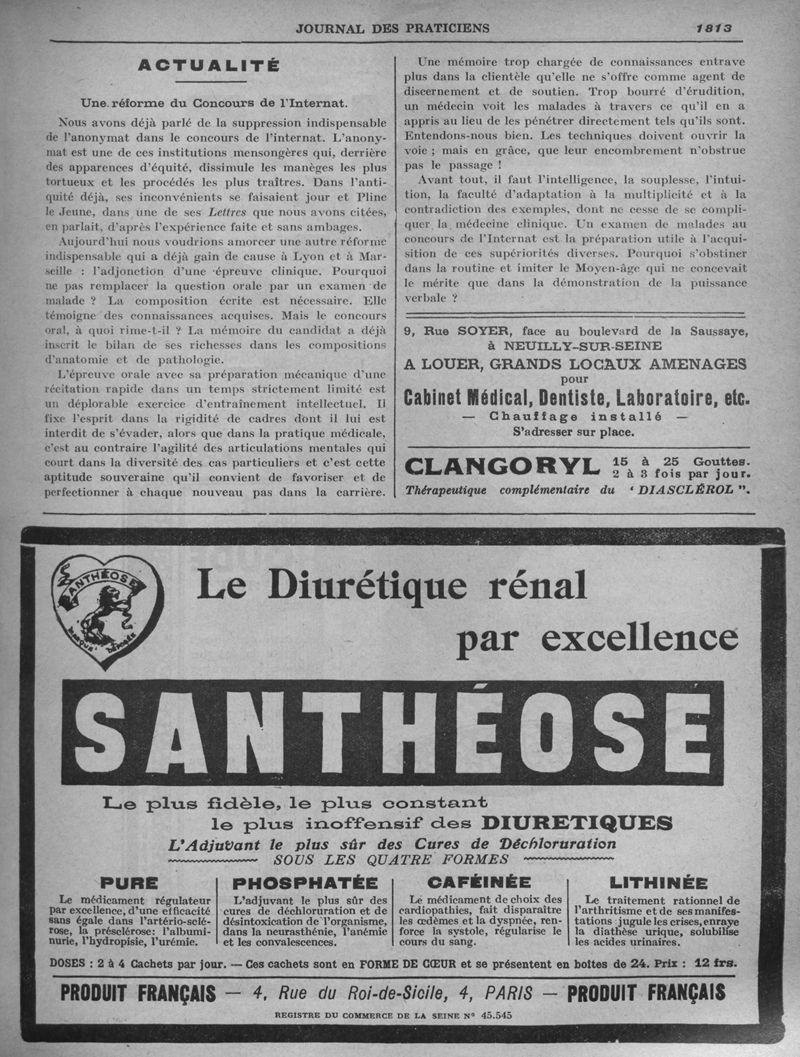 JOURNAL DES PRATICIENS 1813
ACTUALITÉ
Une réforme du Concours de l'Internat.
Nous avons déjà parlé de la suppression indispensable
de l'anonymat dans le concours de l'internat. L'anony-
mat est une de ces institutions mensongères qui, derrière
des apparences d'équité, dissimule les manèges les plus
tortueux et les procédés les plus traîtres. Dans l'anti-
quité déjà, ses inconvénients se faisaient jour et Pline
le Jeune, dans une de ses Lettres que nous avons citées,
en parlait, d'après l'expérience faite et sans ambages.
Aujourd'hui nous voudrions amorcer une autre réforme
indispensable qui a déjà gain de cause à Lyon et à Mar-
seille : l'adjonction d'une épreuve clinique. Pourquoi
ne pas remplacer la question orale par un examen de
malade ? La composition écrite est nécessaire. Elle
témoigne des connaissances acquises. Mais le concours
oral, à quoi rime-t-il ? La mémoire du candidat a déjà
inscrit le bilan de ses richesses dans les compositions
d'anatomie et de pathologie.
L'épreuve orale avec sa préparation mécanique d'une
récitation rapide dans un temps strictement limité est
un déplorable exercice d'entraînement intellectuel. Il
fixe l'esprit dans la rigidité de cadres dont il lui est
interdit de s'évader, alors que dans la pratique médicale,
c'est au contraire l'agilité des articulations mentales qui
court dans la diversité des cas particuliers et c'est cette
aptitude souveraine qu'il convient de favoriser et de
perfectionner à chaque nouveau pas dans la carrière.
Une mémoire trop chargée de connaissances entrave
plus dans la clientèle qu'elle ne s'offre comme agent de
discernement et de soutien. Trop bourré d'érudition,
un médecin voit les malades à travers ce qu'il en a
appris au lieu de les pénétrer directement tels qu'ils sont.
Entendons-nous bien. Les techniques doivent ouvrir la
voie ; mais en grâce, que leur encombrement n'obstrue
pas le passage !
Avant tout, il faut l'intelligence, la souplesse, l'intui-
tion, la faculté d'adaptation à la multiplicité et à la
contradiction des exemples, dont ne cesse de se compli-
quer la médecine clinique. Un examen de malades au
concours de l'Internat est la préparation utile à l'acqui-
sition de ces supériorités diverses. Pourquoi s'obstiner
dans la routine et imiter le Moyen-âge qui ne concevait
le mérite que dans la démonstration de la puissance
verbale ?
9, Rue SOYER, face au boulevard de la Saussaye,
à NEUILLY-SUR-SEINE
A LOUER, GRANDS LOCAUX AMENAGES
pour
Cabinet Médical, Dentiste, Laboratoire, etc.
— Chauffage installé —
S'adresser sur place.
CLANGORYL 15 à 25 Gouttes.
2 à 3 fois par jour.
Thérapeutique complémentaire du ‘ DIASCLÉROL ”.
SANTHÉOSE
MARQUE DÉPOSÉE
Le Diurétique rénal
par excellence
SANTHÉOSE
Le plus fidèle, le plus constant
le plus inoffensif des DIURETIQUES
L'Adjuvant le plus sûr des Cures de Déchloruration
SOUS LES QUATRE FORMES
PURE
Le médicament régulateur
par excellence, d'une efficacité
sans égale dans l'artério-sclé-
rose, la présclérose: l'albumi-
nurie, l'hydropisie, l'urémie.
PHOSPHATÉE
L'adjuvant le plus sûr des
cures de déchloruration et de
désintoxication de l'organisme,
dans la neurasthénie, l'anémie
et les convalescences.
CAFÉINÉE
Le médicament de choix des
cardiopathies, fait disparaître
les œdèmes et la dyspnée, ren-
force la systole, régularise le
cours du sang.
LITHINÉE
Le traitement rationnel de
l'arthritisme et de ses manifes-
tations jugule les crises, enraye
la diathèse urique, solubilise
les acides urinaires.
DOSES : 2 à 4 Cachets par jour. — Ces cachets sont en FORME DE CŒUR et se présentent en boîtes de 24. Prix : 12 frs.
PRODUIT FRANÇAIS — 4, Rue du Roi-de-Sicile, 4, PARIS — PRODUIT FRANÇAIS
REGISTRE DU COMMERCE DE LA SEINE N° 45.545